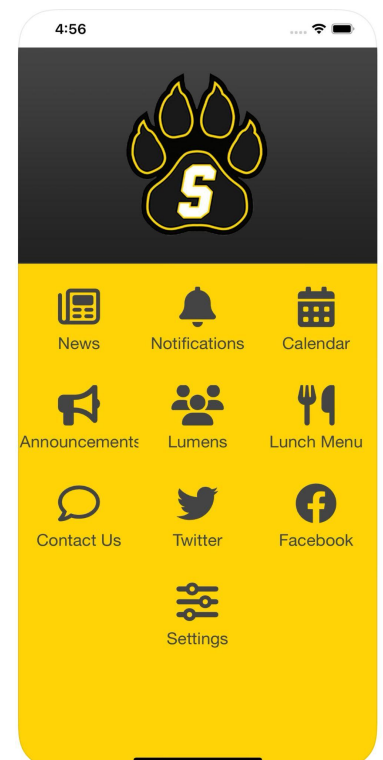 4:56
S
News Notifications Calendar
Announcements Lumens Lunch Menu
Contact Us Twitter Facebook
Settings